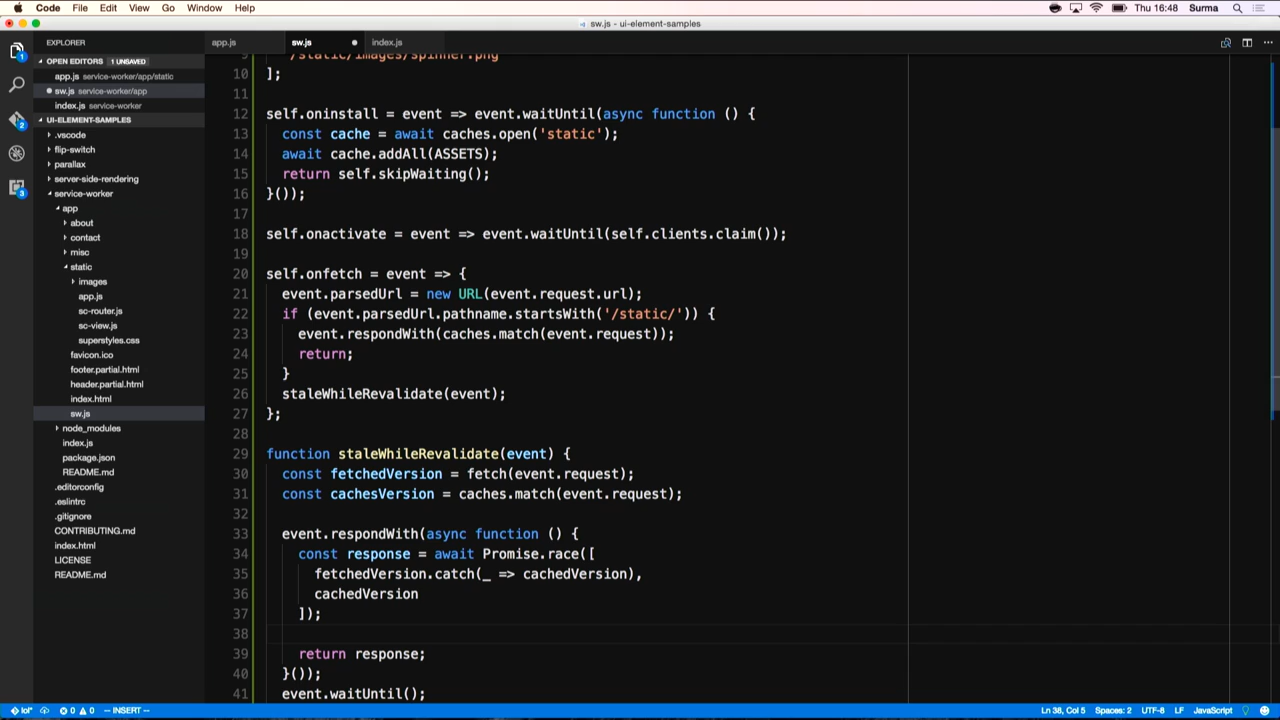 Code File Edit View Go Window Help Thu 16:48 Surma
sw.js - ui-element-samples
EXPLORER
OPEN EDITORS 1 UNSAVED
app.js service-worker/app/static
sw.js service-worker/app
index.js service-worker
UI-ELEMENT-SAMPLES
.vscode
flip-switch
parallax
server-side-rendering
service-worker
app
about
contact
misc
static
images
app.js
sc-router.js
sc-view.js
superstyles.css
favicon.ico
footer.partial.html
header.partial.html
index.html
sw.js
node_modules
index.js
package.json
README.md
.editorconfig
.eslintrc
.gitignore
CONTRIBUTING.md
index.html
LICENSE
README.md
1
2
3
app.js sw.js index.js
9 '/static/images/spinner.png'
10 ];
11
12 self.oninstall = event => event.waitUntil(async function () {
13 const cache = await caches.open('static');
14 await cache.addAll(ASSETS);
15 return self.skipWaiting();
16 }());
17
18 self.onactivate = event => event.waitUntil(self.clients.claim());
19
20 self.onfetch = event => {
21 event.parsedUrl = new URL(event.request.url);
22 if (event.parsedUrl.pathname.startsWith('/static/')) {
23 event.respondWith(caches.match(event.request));
24 return;
25 }
26 staleWhileRevalidate(event);
27 };
28
29 function staleWhileRevalidate(event) {
30 const fetchedVersion = fetch(event.request);
31 const cachesVersion = caches.match(event.request);
32
33 event.respondWith(async function () {
34 const response = await Promise.race([
35 fetchedVersion.catch(_ => cachedVersion),
36 cachedVersion
37 ]);
38
39 return response;
40 }());
41 event.waitUntil();
lol* 0 0 -- INSERT -- Ln 38, Col 5 Spaces: 2 UTF-8 LF JavaScript